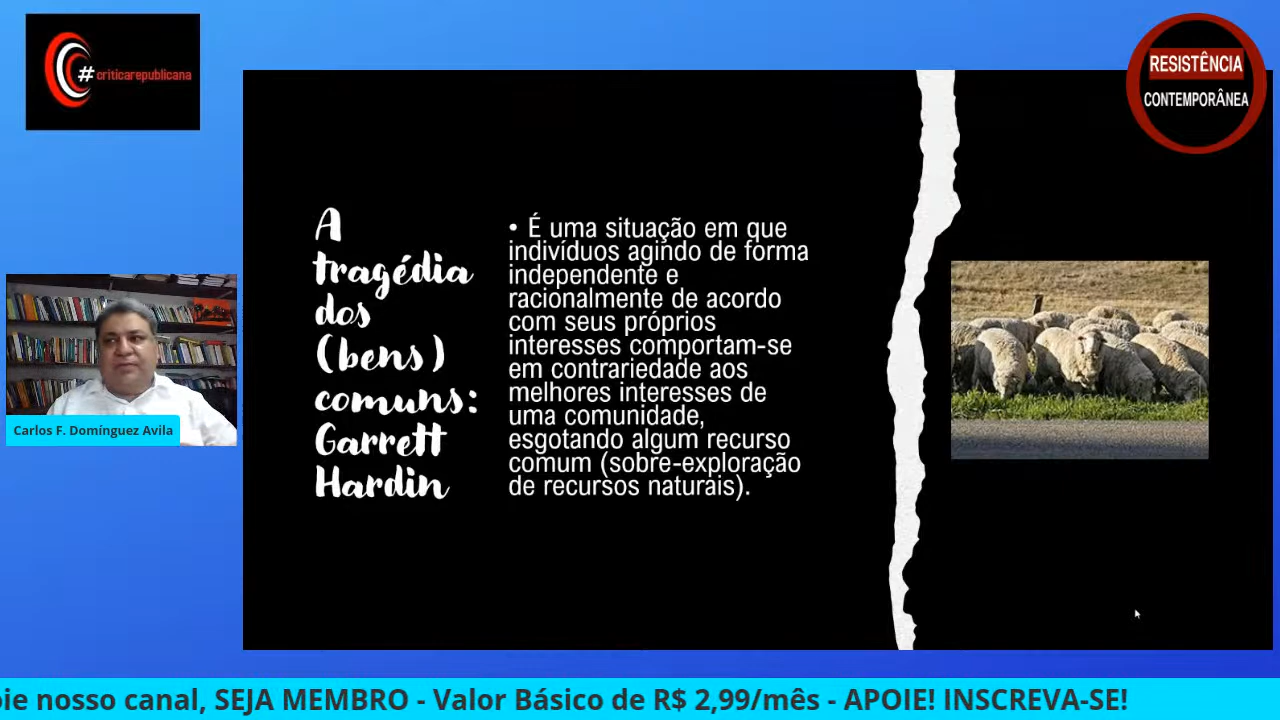 #criticarepublicana
RESISTÊNCIA
CONTEMPORÂNEA
A
tragédia
dos
(bens)
comuns:
Garrett
Hardin
• É uma situação em que
indivíduos agindo de forma
independente e
racionalmente de acordo
com seus próprios
interesses comportam-se
em contrariedade aos
melhores interesses de
uma comunidade,
esgotando algum recurso
comum (sobre-exploração
de recursos naturais).
Carlos F. Domínguez Avila
nosso canal, SEJA MEMBRO - Valor Básico de R$ 2,99/mês - APOIE! INSCREVA-SE!